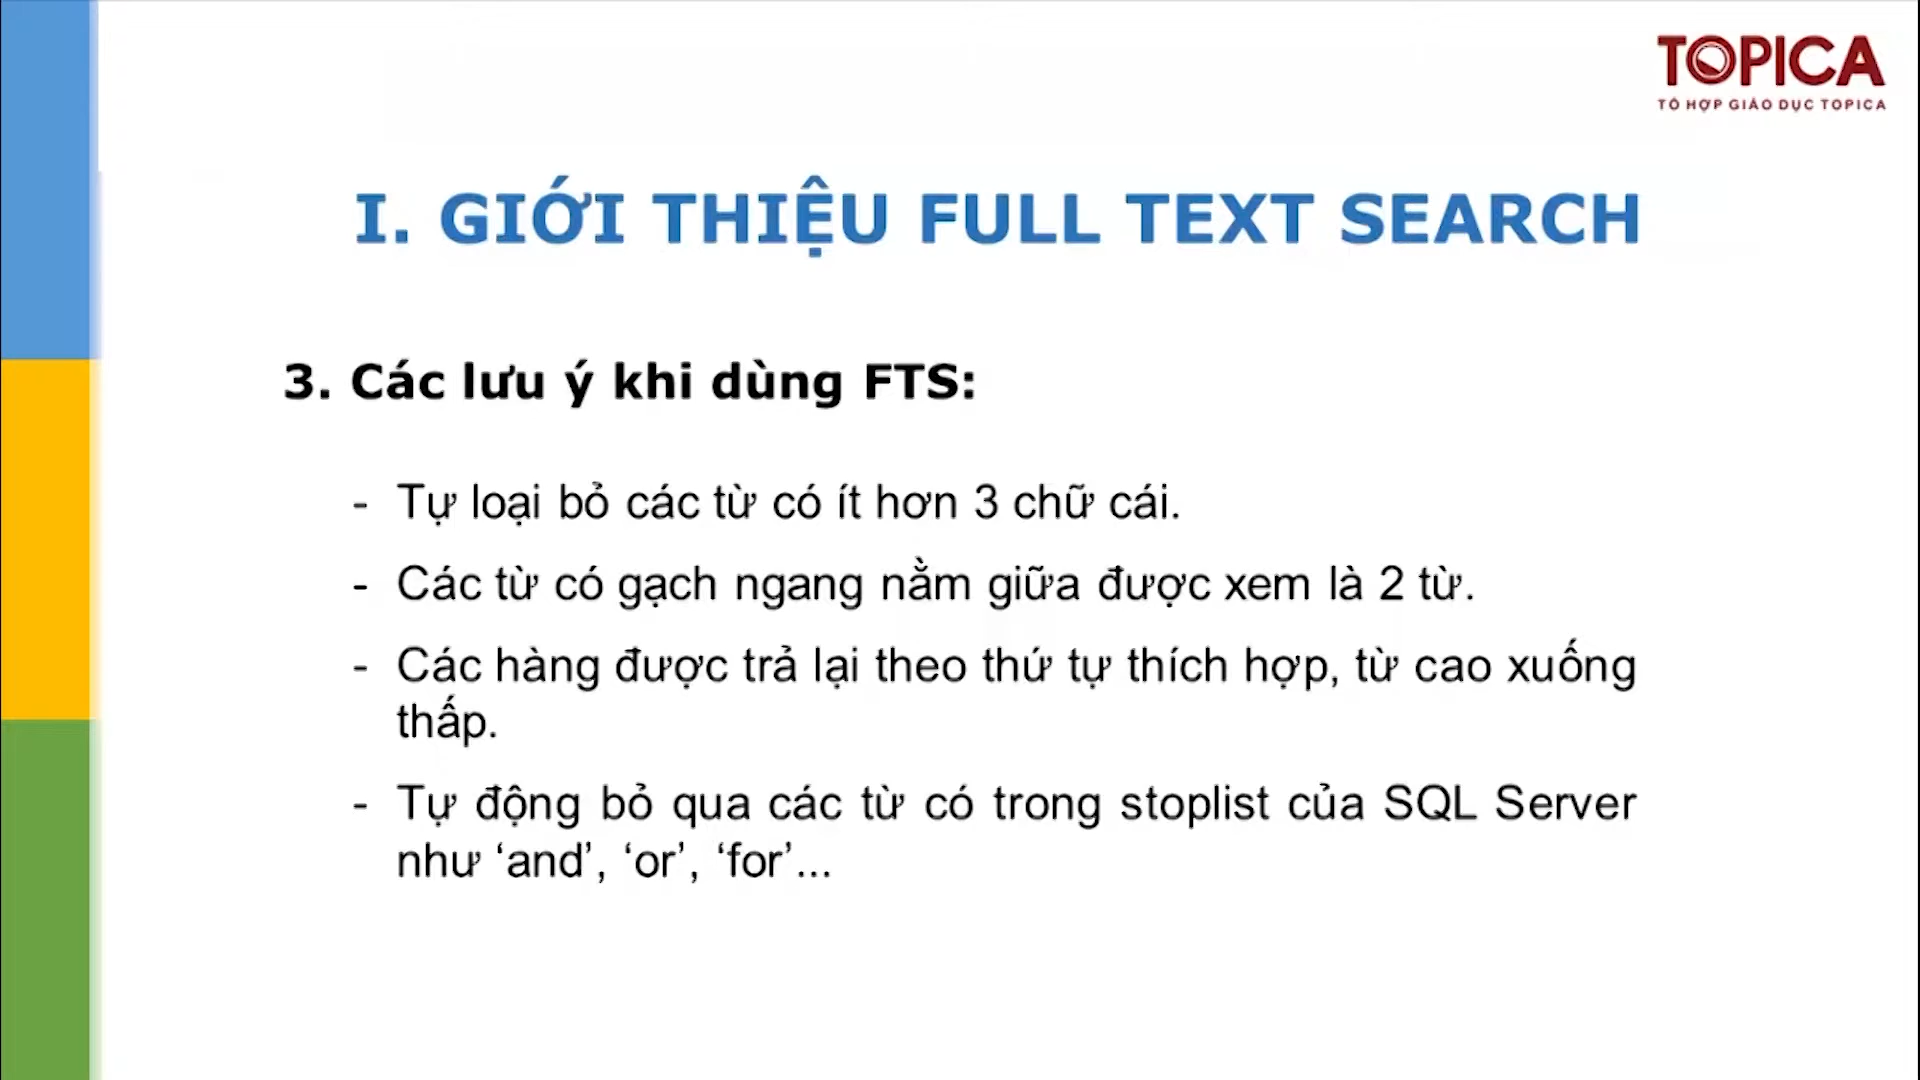 TOPICA
TỔ HỢP GIÁO DỤC TOPICA
I. GIỚI THIỆU FULL TEXT SEARCH
3. Các lưu ý khi dùng FTS:
- Tự loại bỏ các từ có ít hơn 3 chữ cái.
- Các từ có gạch ngang nằm giữa được xem là 2 từ.
- Các hàng được trả lại theo thứ tự thích hợp, từ cao xuống
thấp.
- Tự động bỏ qua các từ có trong stoplist của SQL Server
như ‘and’, ‘or’, ‘for’...